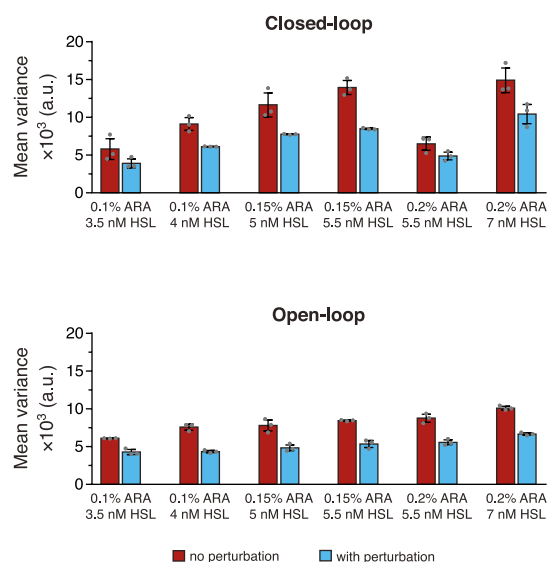 Closed-loop
Mean variance
×10³ (a.u.)
20
15
10
5
0
0.1% ARA 0.1% ARA 0.15% ARA 0.15% ARA 0.2% ARA 0.2% ARA
3.5 nM HSL 4 nM HSL 5 nM HSL 5.5 nM HSL 5.5 nM HSL 7 nM HSL
Open-loop
Mean variance
×10³ (a.u.)
20
15
10
5
0
0.1% ARA 0.1% ARA 0.15% ARA 0.15% ARA 0.2% ARA 0.2% ARA
3.5 nM HSL 4 nM HSL 5 nM HSL 5.5 nM HSL 5.5 nM HSL 7 nM HSL
no perturbation with perturbation